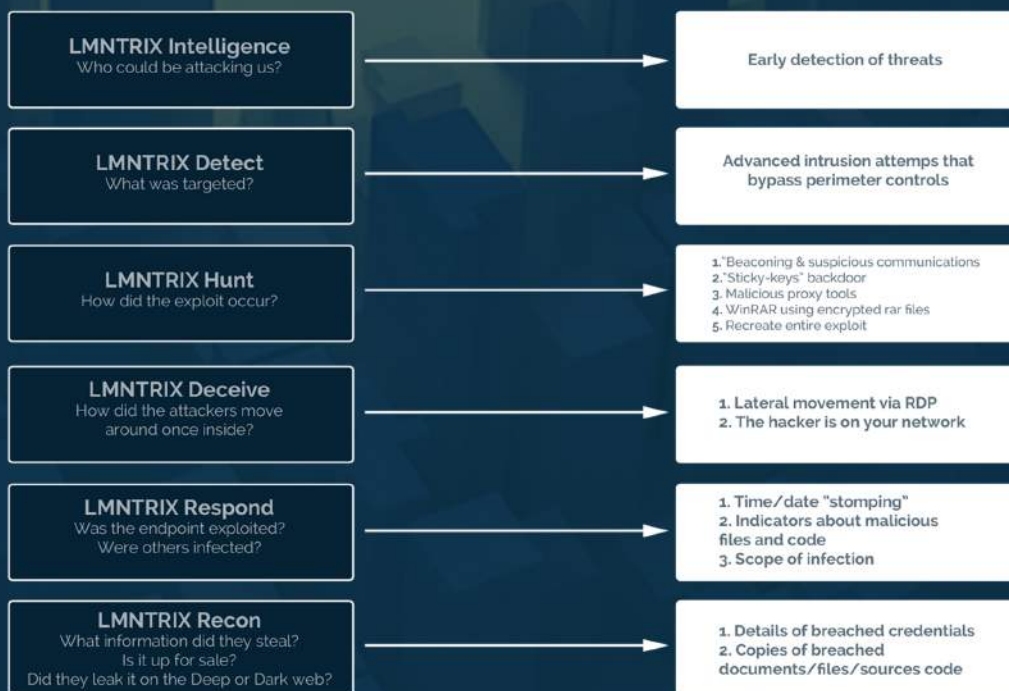 LMNTRIX Intelligence
Who could be attacking us?
Early detection of threats
LMNTRIX Detect
What was targeted?
Advanced intrusion attemps that
bypass perimeter controls
LMNTRIX Hunt
How did the exploit occur?
1."Beaconing & suspicious communications
2."Sticky-keys" backdoor
3. Malicious proxy tools
4. WinRAR using encrypted rar files
5. Recreate entire exploit
LMNTRIX Deceive
How did the attackers move
around once inside?
1. Lateral movement via RDP
2. The hacker is on your network
LMNTRIX Respond
Was the endpoint exploited?
Were others infected?
1. Time/date "stomping"
2. Indicators about malicious
files and code
3. Scope of infection
LMNTRIX Recon
What information did they steal?
Is it up for sale?
Did they leak it on the Deep or Dark web?
1. Details of breached credentials
2. Copies of breached
documents/files/sources code